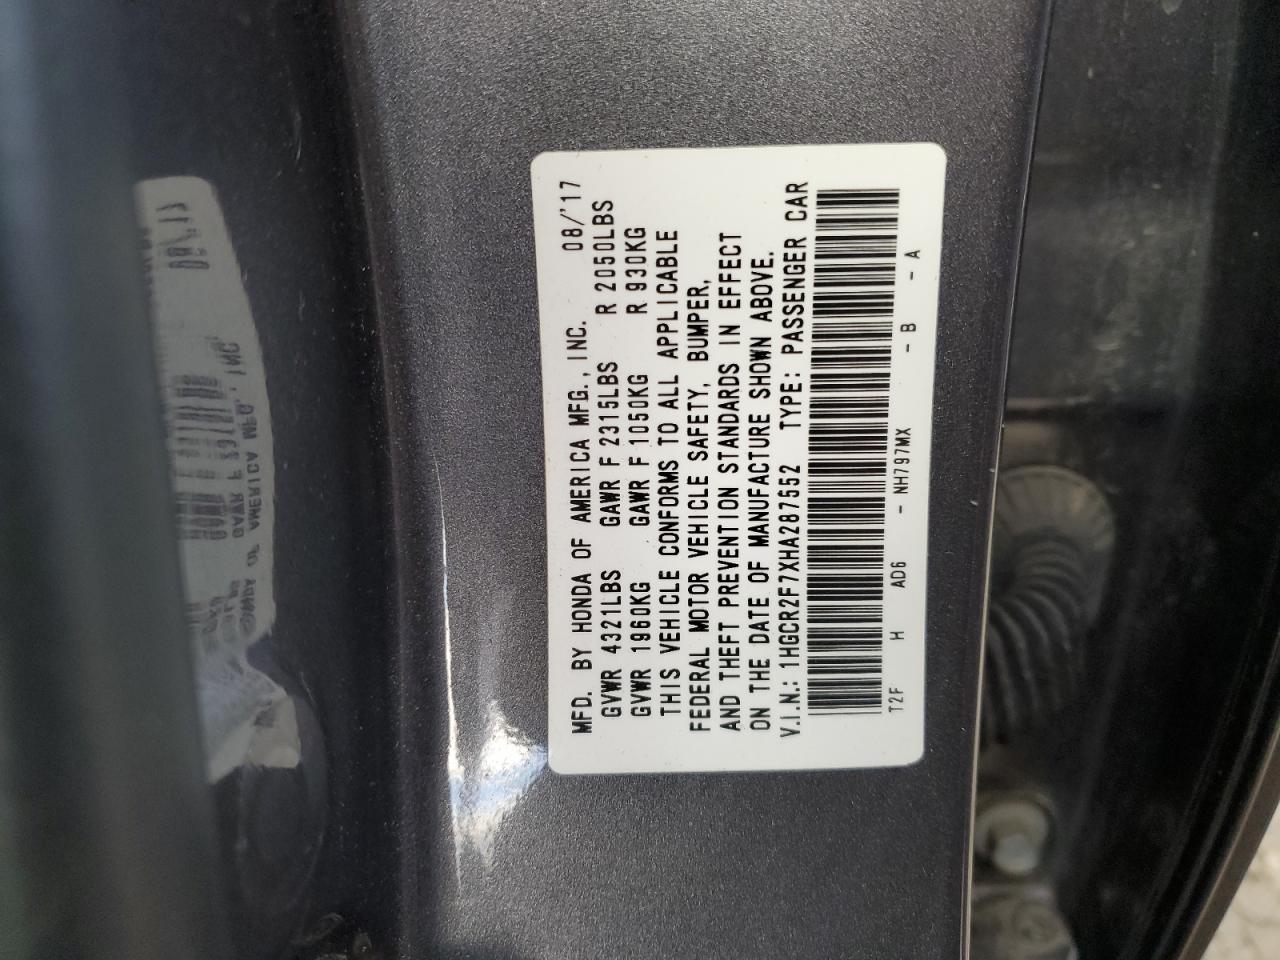 MFD. BY HONDA OF AMERICA MFG., INC. 08/'17
GVWR 4321LBS GAWR F 2315LBS R 2050LBS
GVWR 1960KG GAWR F 1050KG R 930KG
THIS VEHICLE CONFORMS TO ALL APPLICABLE
FEDERAL MOTOR VEHICLE SAFETY, BUMPER,
AND THEFT PREVENTION STANDARDS IN EFFECT
ON THE DATE OF MANUFACTURE SHOWN ABOVE.
V.I.N.: 1HGCR2F7XHA287552 TYPE: PASSENGER CAR
T2F H AD6 - NH797MX - B - A